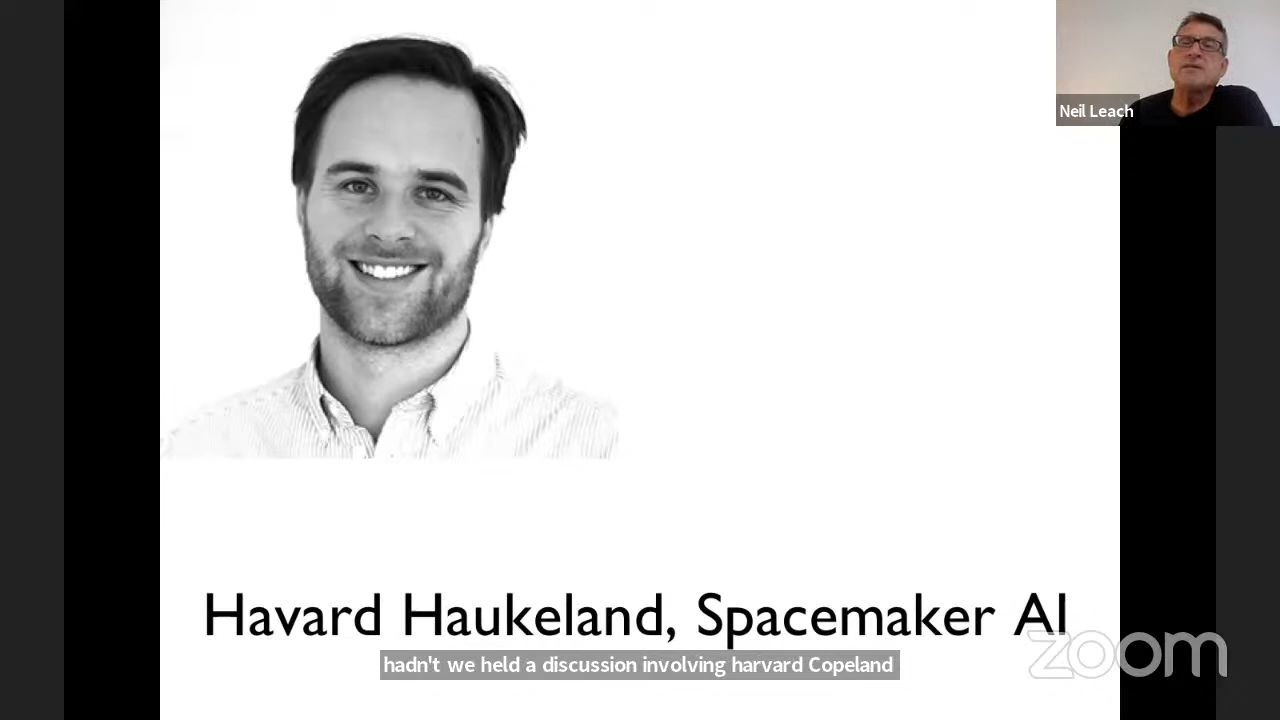 Neil Leach
Havard Haukeland, Spacemaker AI
hadn't we held a discussion involving harvard Copeland
zoom